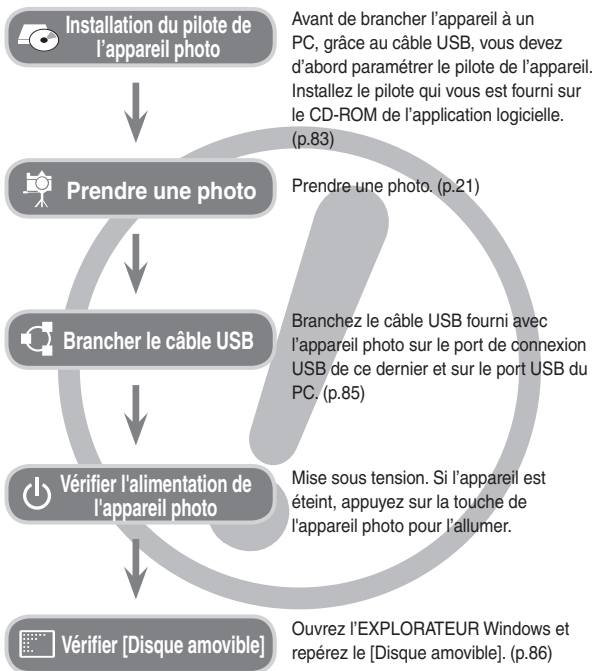 Installation du pilote de
l'appareil photo
Avant de brancher l'appareil à un
PC, grâce au câble USB, vous devez
d'abord paramétrer le pilote de l'appareil.
Installez le pilote qui vous est fourni sur
le CD-ROM de l'application logicielle.
(p.83)
Prendre une photo
Prendre une photo. (p.21)
Brancher le câble USB
Branchez le câble USB fourni avec
l'appareil photo sur le port de connexion
USB de ce dernier et sur le port USB du
PC. (p.85)
Vérifier l'alimentation de
l'appareil photo
Mise sous tension. Si l'appareil est
éteint, appuyez sur la touche de
l'appareil photo pour l'allumer.
Vérifier [Disque amovible]
Ouvrez l'EXPLORATEUR Windows et
repérez le [Disque amovible]. (p.86)